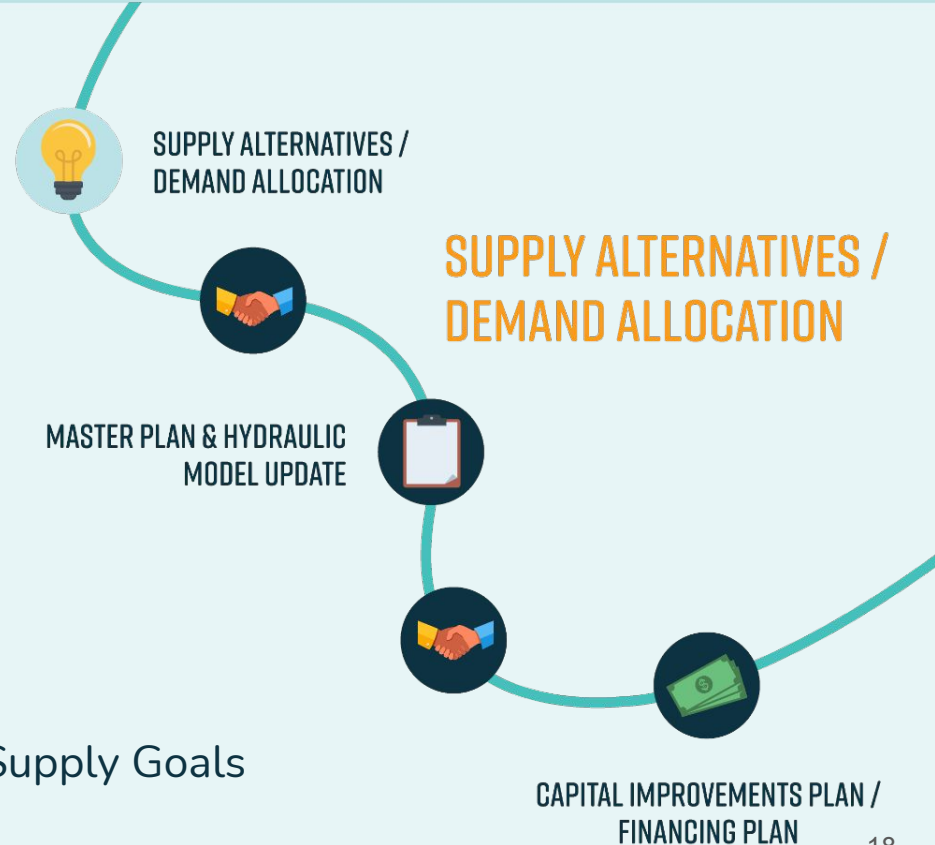 SUPPLY ALTERNATIVES /
DEMAND ALLOCATION
SUPPLY ALTERNATIVES /
DEMAND ALLOCATION
MASTER PLAN & HYDRAULIC
MODEL UPDATE
Supply Goals
CAPITAL IMPROVEMENTS PLAN /
FINANCING PLAN
18